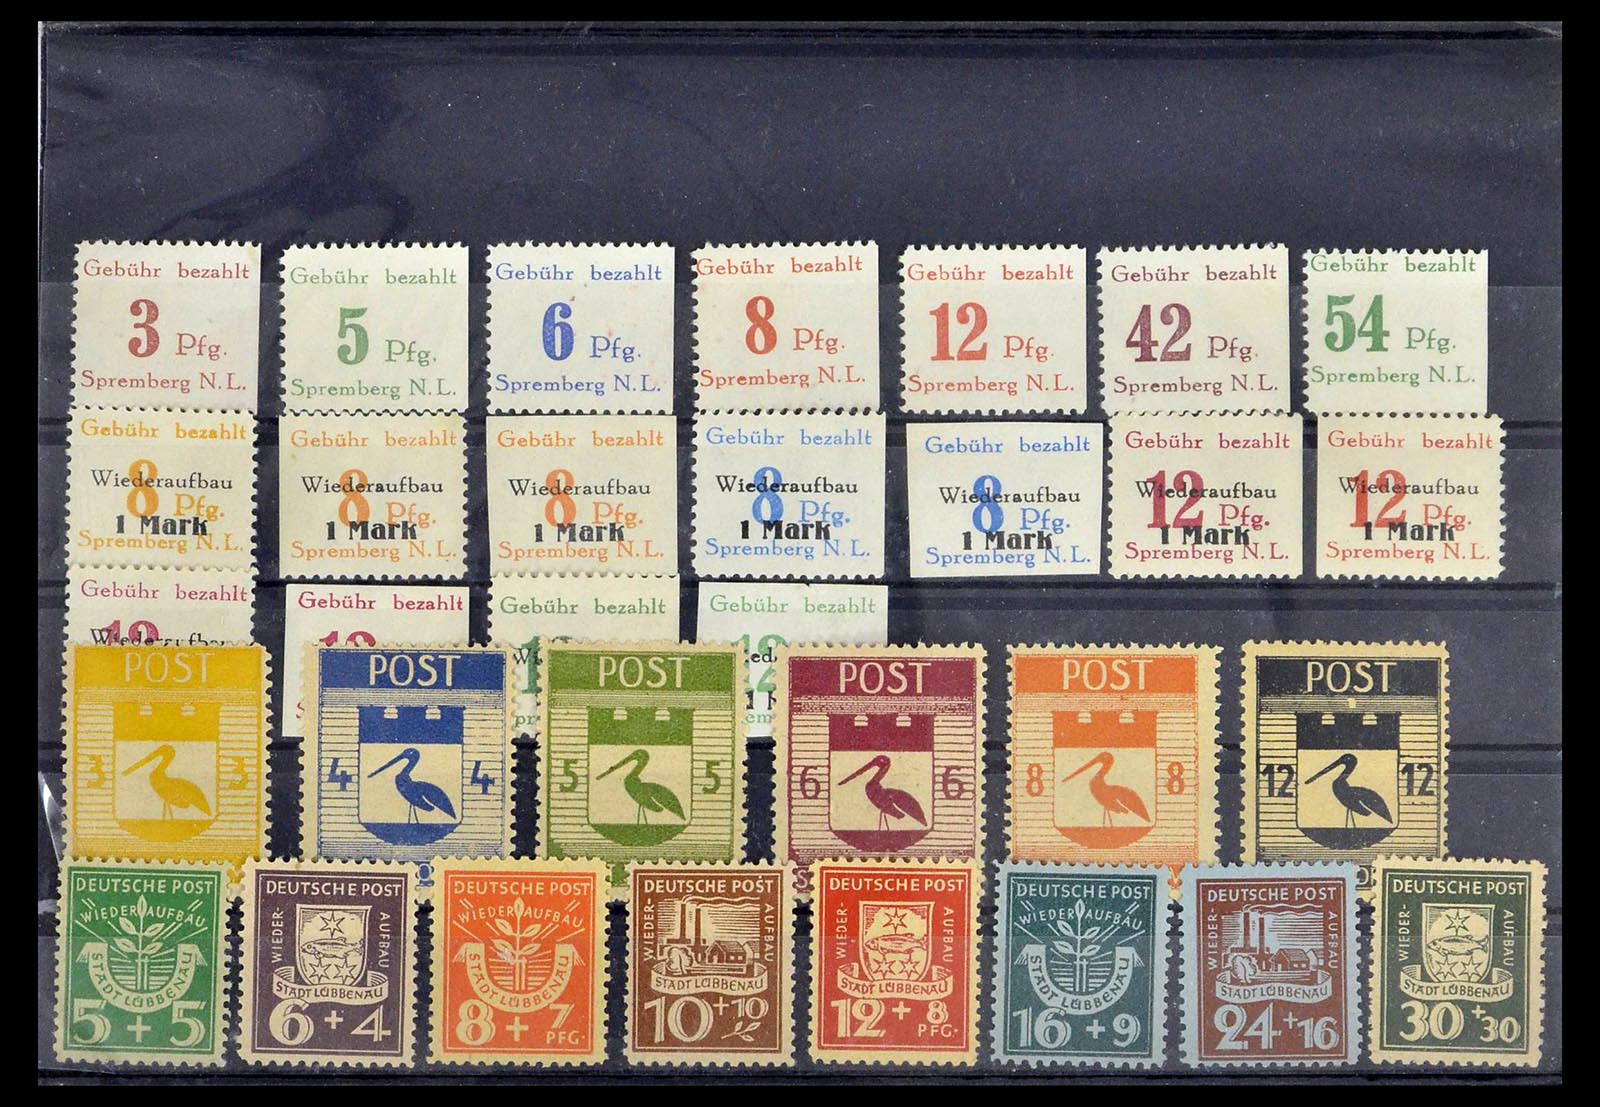 Gebühr bezahlt
3 Pfg.
Spremberg N.L.
Gebühr bezahlt
5 Pfg.
Spremberg N.L.
Gebühr bezahlt
6 Pfg.
Spremberg N.L.
Gebühr bezahlt
8 Pfg.
Spremberg N.L.
Gebühr bezahlt
12 Pfg.
Spremberg N.L.
Gebühr bezahlt
42 Pfg.
Spremberg N.L.
Gebühr bezahlt
54 Pfg.
Spremberg N.L.
Gebühr bezahlt
Wiederaufbau
8 Pfg.
1 Mark
Spremberg N.L.
Gebühr bezahlt
Wiederaufbau
8 Pfg.
1 Mark
Spremberg N.L.
Gebühr bezahlt
Wiederaufbau
8 Pfg.
1 Mark
Spremberg N.L.
Gebühr bezahlt
Wiederaufbau
8 Pfg.
1 Mark
Spremberg N.L.
Gebühr bezahlt
Wiederaufbau
8 Pfg.
1 Mark
Spremberg N.L.
Gebühr bezahlt
Wiederaufbau
12 Pfg.
1 Mark
Spremberg N.L.
Gebühr bezahlt
Wiederaufbau
12 Pfg.
1 Mark
Spremberg N.L.
Gebühr bezahlt
Gebühr bezahlt
Gebühr bezahlt
Gebühr bezahlt
POST
3 3
POST
4 4
POST
5 5
POST
6 6
POST
8 8
POST
12 12
DEUTSCHE POST
WIEDERAUFBAU
STADT LÜBBENAU
5+5
DEUTSCHE POST
WIEDER-AUFBAU
STADT LÜBBENAU
6+4
DEUTSCHE POST
WIEDERAUFBAU
STADT LÜBBENAU
8+7
PFG.
DEUTSCHE POST
WIEDER-AUFBAU
STADT LÜBBENAU
10+10
DEUTSCHE POST
WIEDER-AUFBAU
STADT LÜBBENAU
12+8
PFG.
DEUTSCHE POST
WIEDERAUFBAU
STADT LÜBBENAU
16+9
DEUTSCHE POST
WIEDER-AUFBAU
STADT LÜBBENAU
24+16
DEUTSCHE POST
WIEDER-AUFBAU
STADT LÜBBENAU
30+30